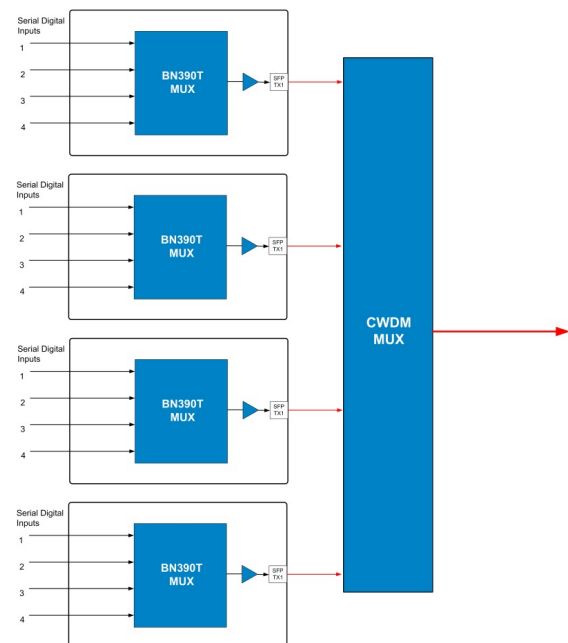 Serial Digital
Inputs
1
2
3
4
BN390T
MUX
SFP
TX1
Serial Digital
Inputs
1
2
3
4
BN390T
MUX
SFP
TX1
Serial Digital
Inputs
1
2
3
4
BN390T
MUX
SFP
TX1
Serial Digital
Inputs
1
2
3
4
BN390T
MUX
SFP
TX1
CWDM
MUX